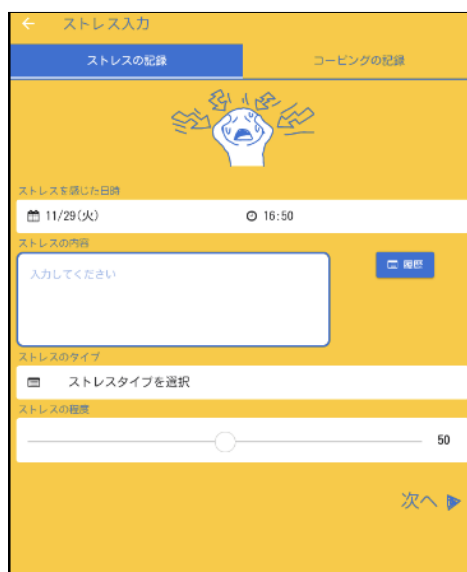 ストレス入力
ストレスの記録
コーピングの記録
ストレスを感じた日時
11/29(火)
16:50
ストレスの内容
入力してください
履歴
ストレスのタイプ
ストレスタイプを選択
ストレスの程度
50
次へ